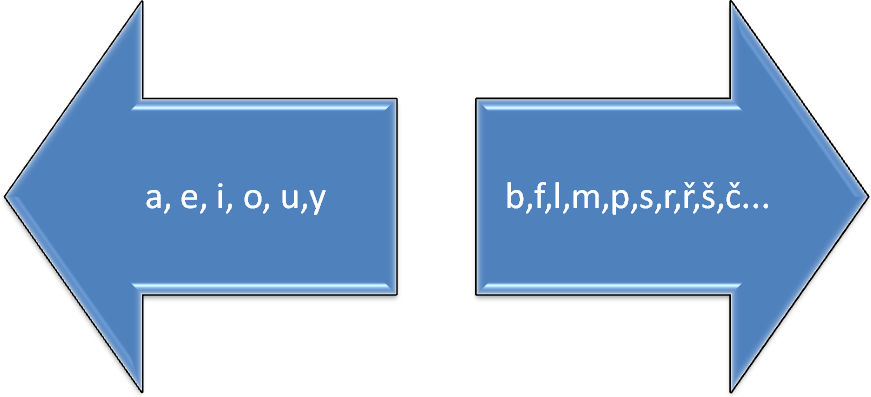 a, e, i, o, u,y
b,f,l,m,p,s,r,ř,š,č...